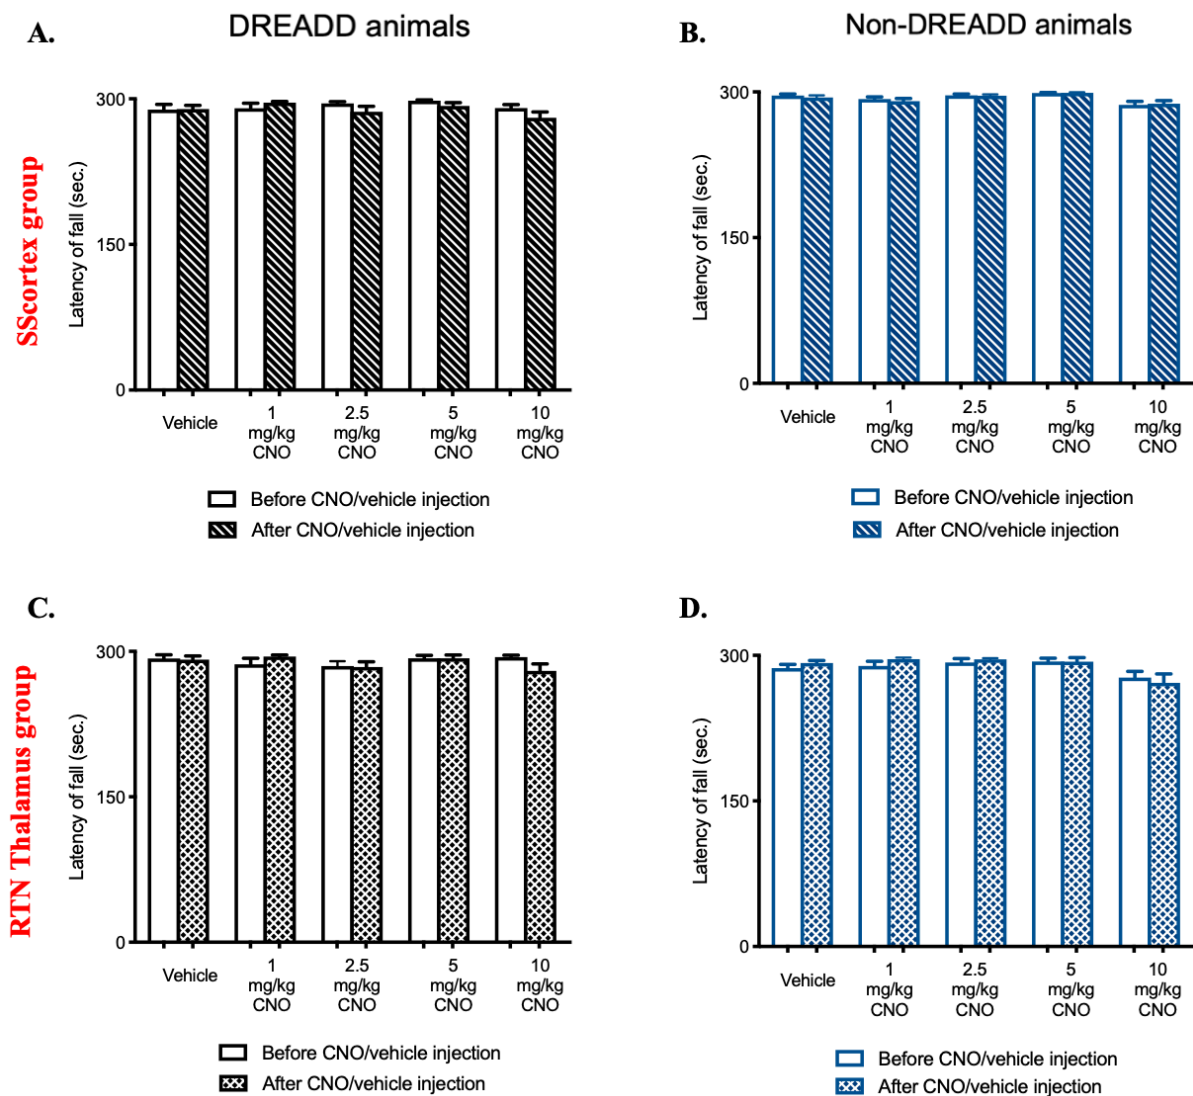 A.
DREADD animals
B.
Non-DREADD animals
SScortex group
Latency of fall (sec.)
300
150
0
Vehicle
1
mg/kg
CNO
2.5
mg/kg
CNO
5
mg/kg
CNO
10
mg/kg
CNO
Before CNO/vehicle injection
After CNO/vehicle injection
Latency of fall (sec.)
300
150
0
Vehicle
1
mg/kg
CNO
2.5
mg/kg
CNO
5
mg/kg
CNO
10
mg/kg
CNO
Before CNO/vehicle injection
After CNO/vehicle injection
C.
D.
RTN Thalamus group
Latency of fall (sec.)
300
150
0
Vehicle
1
mg/kg
CNO
2.5
mg/kg
CNO
5
mg/kg
CNO
10
mg/kg
CNO
Before CNO/vehicle injection
After CNO/vehicle injection
Latency of fall (sec.)
300
150
0
Vehicle
1
mg/kg
CNO
2.5
mg/kg
CNO
5
mg/kg
CNO
10
mg/kg
CNO
Before CNO/vehicle injection
After CNO/vehicle injection